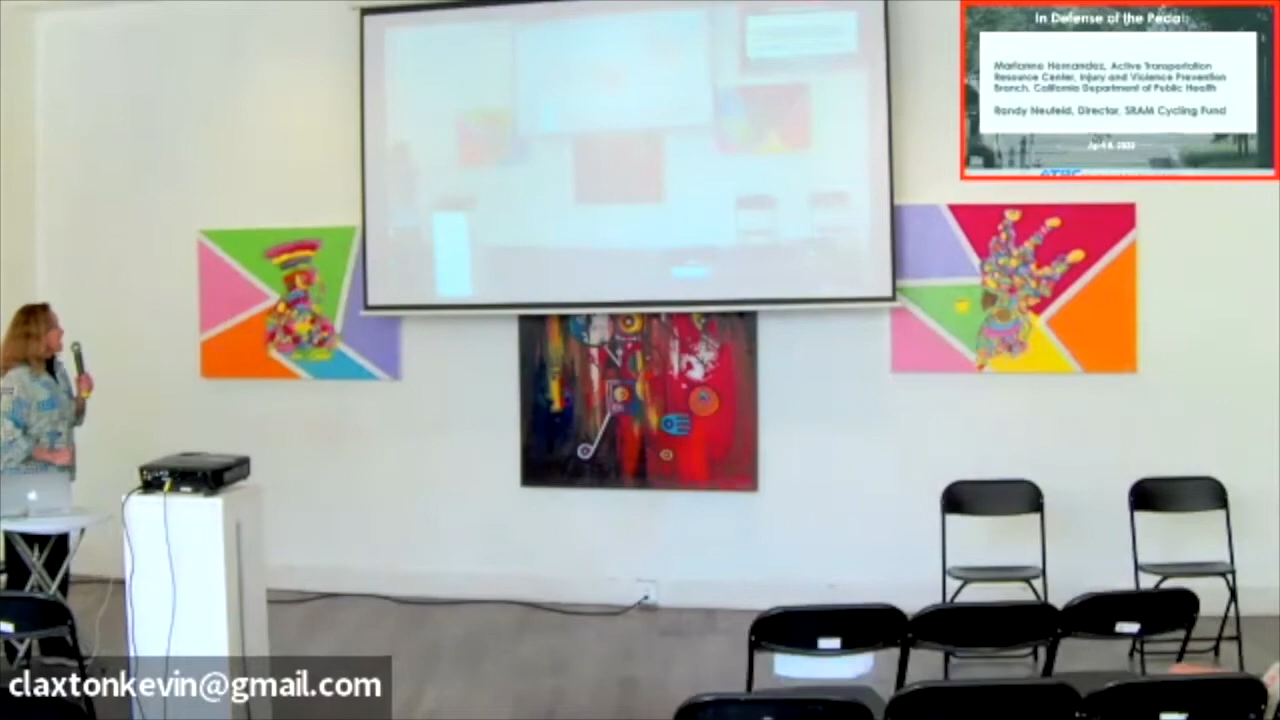 In Defense of the Pedal
Marianne Hernandez, Active Transportation
Resource Center, Injury and Violence Prevention
Branch, California Department of Public Health
Randy Neufeld, Director, SRAM Cycling Fund
claxtonkevin@gmail.com